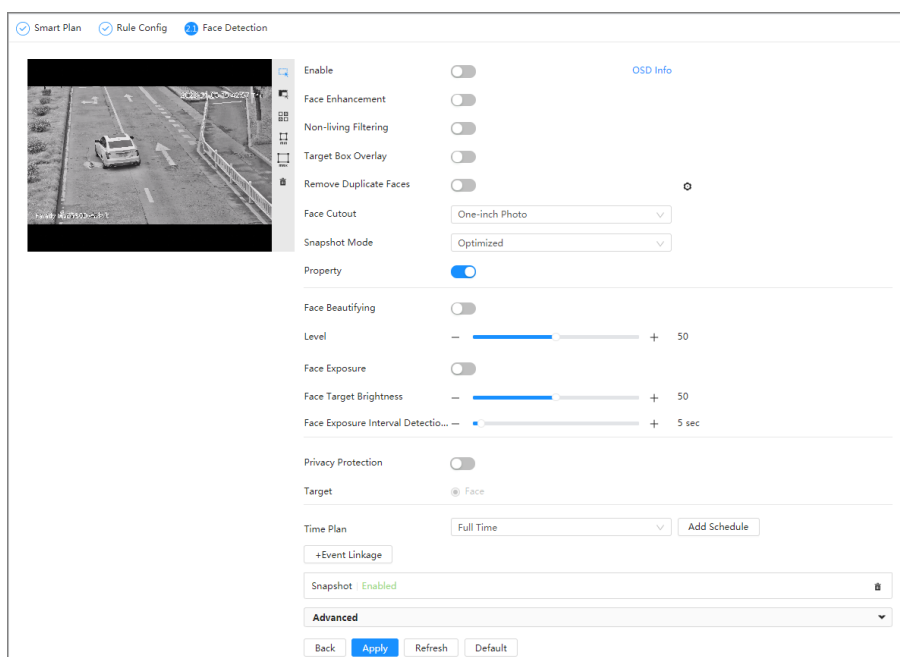 Smart Plan Rule Config 2.1 Face Detection
Enable OSD Info
Face Enhancement
Non-living Filtering
Target Box Overlay
Remove Duplicate Faces
Face Cutout One-inch Photo
Snapshot Mode Optimized
Property
Face Beautifying
Level 50
Face Exposure
Face Target Brightness 50
Face Exposure Interval Detectio... 5 sec
Privacy Protection
Target Face
Time Plan Full Time Add Schedule
+Event Linkage
Snapshot | Enabled
Advanced
Back Apply Refresh Default